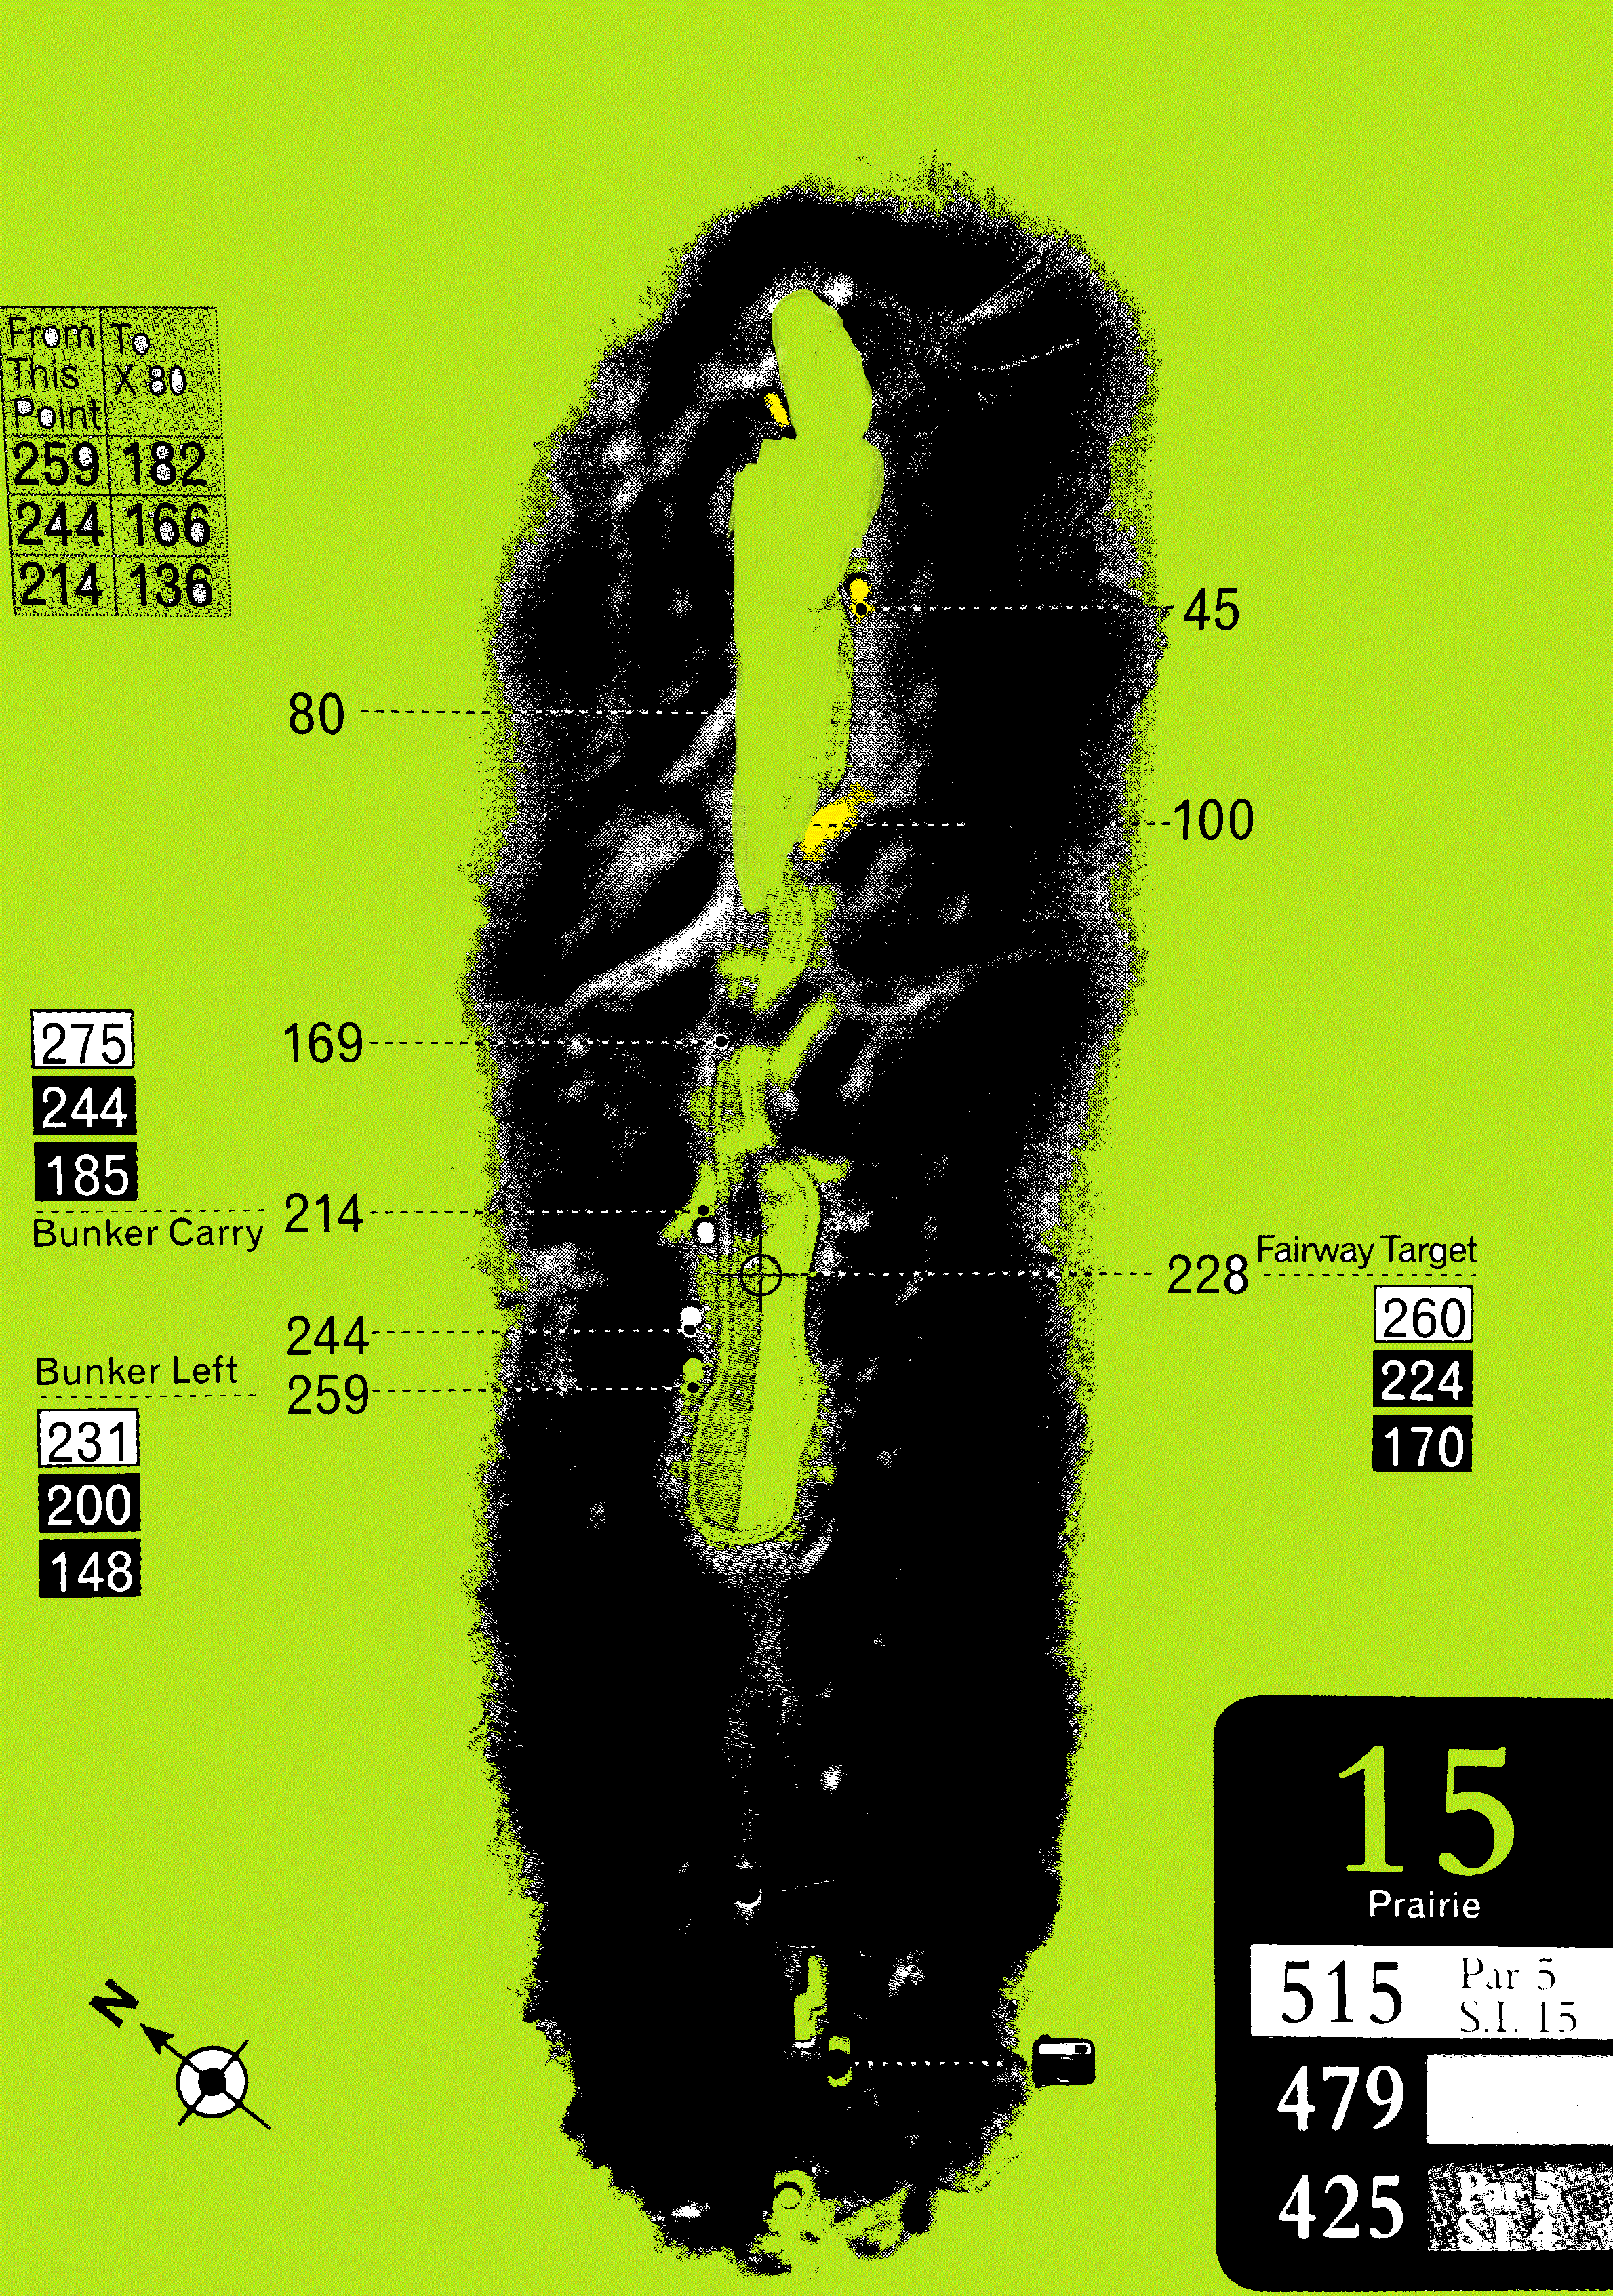 From To
This X 80
Point
259 182
244 166
214 136
45
80
100
275
244
185
Bunker Carry
169
214
228 Fairway Target
260
224
170
244
259
Bunker Left
231
200
148
N
15
Prairie
515 Par 5
S.I. 15
479
425 Par 5
S.I. 4